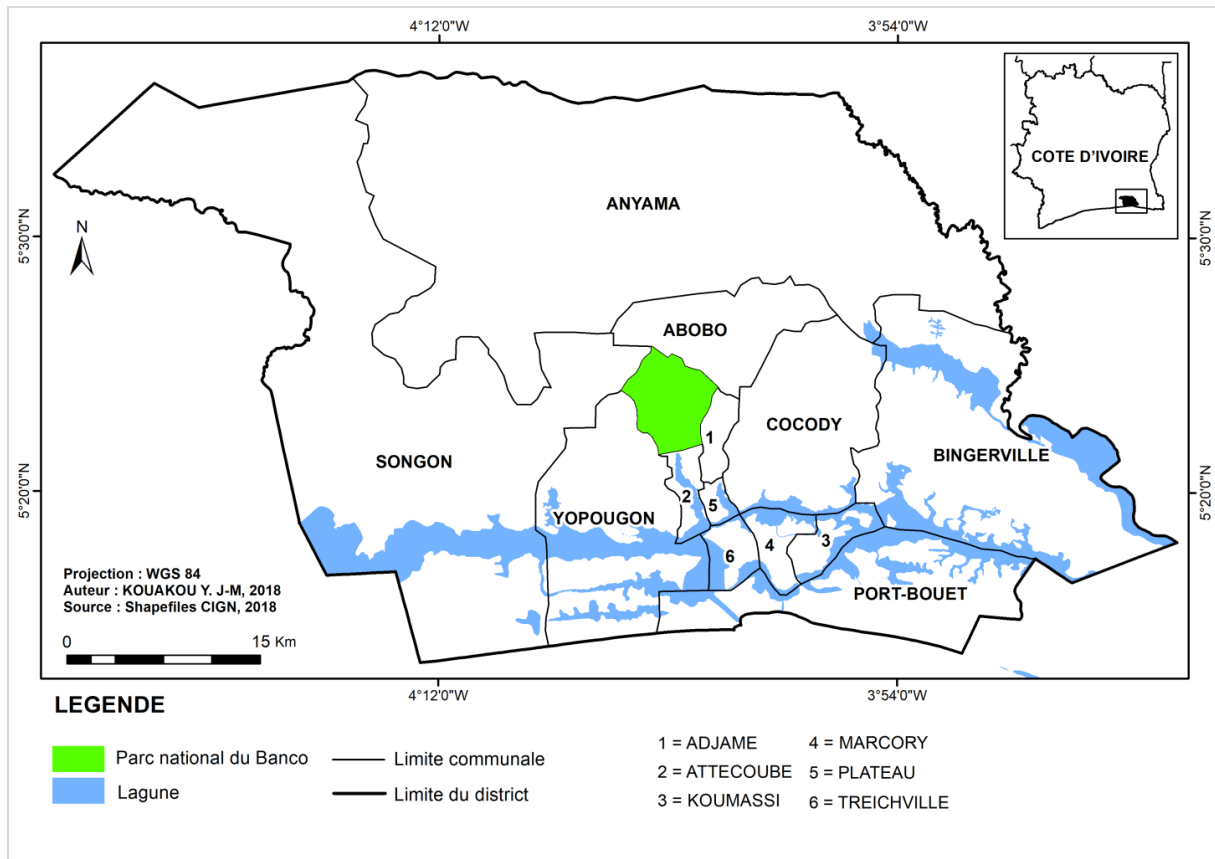 4°12'0"W
3°54'0"W
COTE D'IVOIRE
ANYAMA
N
5°30'0"N
5°30'0"N
ABOBO
COCODY
1
SONGON
BINGERVILLE
5°20'0"N
5°20'0"N
2
5
YOPOUGON
4
3
6
PORT-BOUET
Projection : WGS 84
Auteur : KOUAKOU Y. J-M, 2018
Source : Shapefiles CIGN, 2018
0 15 Km
4°12'0"W
3°54'0"W
LEGENDE
Parc national du Banco
Lagune
Limite communale
Limite du district
1 = ADJAME
2 = ATTECOUBE
3 = KOUMASSI
4 = MARCORY
5 = PLATEAU
6 = TREICHVILLE